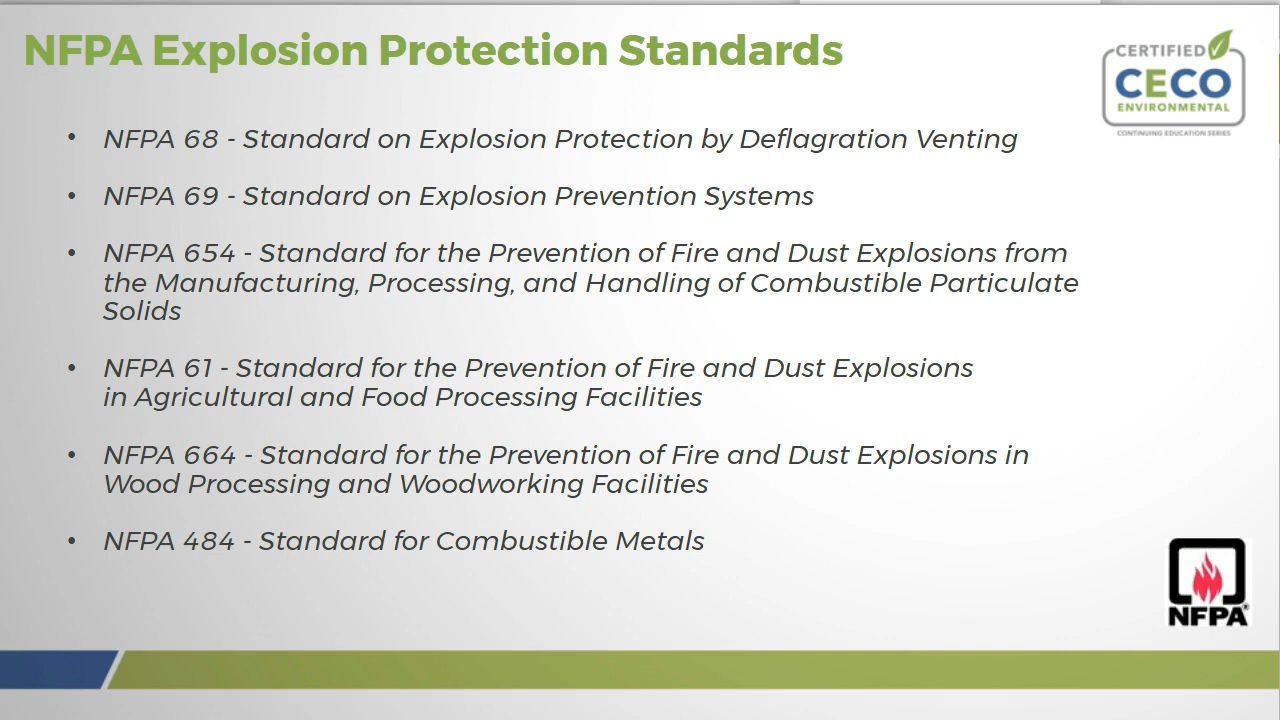 NFPA Explosion Protection Standards
CERTIFIED
CECO
ENVIRONMENTAL
CONTINUING EDUCATION SERIES
• NFPA 68 - Standard on Explosion Protection by Deflagration Venting
• NFPA 69 - Standard on Explosion Prevention Systems
• NFPA 654 - Standard for the Prevention of Fire and Dust Explosions from
the Manufacturing, Processing, and Handling of Combustible Particulate
Solids
• NFPA 61 - Standard for the Prevention of Fire and Dust Explosions
in Agricultural and Food Processing Facilities
• NFPA 664 - Standard for the Prevention of Fire and Dust Explosions in
Wood Processing and Woodworking Facilities
• NFPA 484 - Standard for Combustible Metals
NFPA®